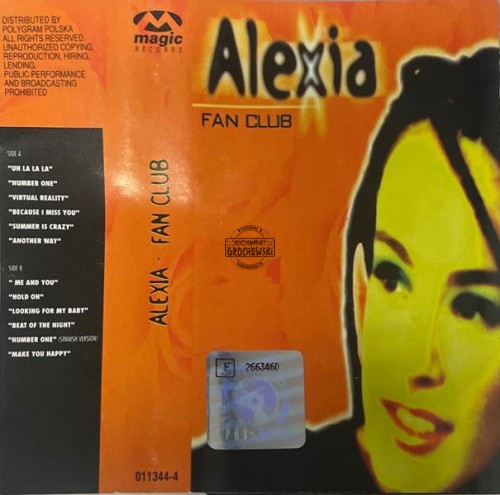 DISTRIBUTED BY
POLYGRAM POLSKA
ALL RIGHTS RESERVED.
UNAUTHORIZED COPYING,
REPRODUCTION, HIRING,
LENDING,
PUBLIC PERFORMANCE
AND BROADCASTING
PROHIBITED
SIDE A
"UH LA LA LA"
"NUMBER ONE"
"VIRTUAL REALITY"
"BECAUSE I MISS YOU"
"SUMMER IS CRAZY"
"ANOTHER WAY"
SIDE B
" ME AND YOU"
"HOLD ON"
"LOOKING FOR MY BABY"
"BEAT OF THE NIGHT"
"NUMBER ONE" (SPANISH VERSION)
"MAKE YOU HAPPY"
magic
RECORDS
ALEXIA · FAN CLUB
011344-4
Alexia
FAN CLUB
GROCHOWSKI
F 2663460